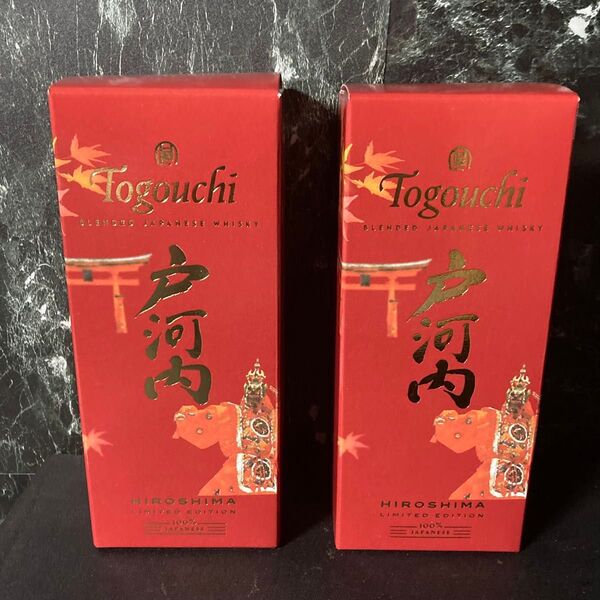 Togouchi
BLENDED JAPANESE WHISKY
戸河内
HIROSHIMA
LIMITED EDITION
100%
JAPANESE
Togouchi
BLENDED JAPANESE WHISKY
戸河内
HIROSHIMA
LIMITED EDITION
100%
JAPANESE